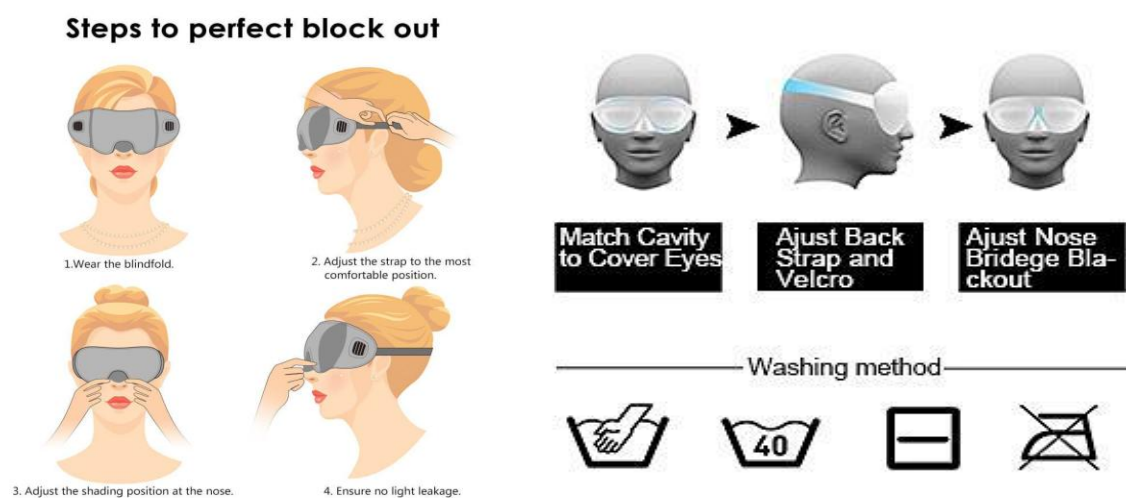 Steps to perfect block out
1.Wear the blindfold.
2. Adjust the strap to the most
comfortable position.
3. Adjust the shading position at the nose.
4. Ensure no light leakage.
Match Cavity
to Cover Eyes
Ajust Back
Strap and
Velcro
Ajust Nose
Bridege Bla-
ckout
Washing method
40